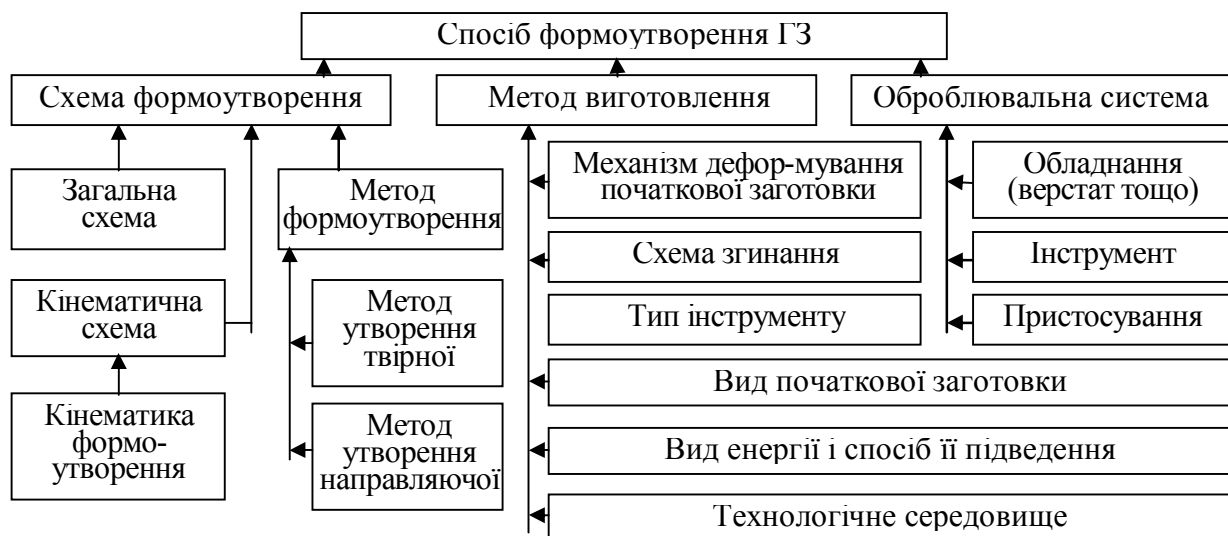 Спосіб формоутворення ГЗ
Схема формоутворення
Метод виготовлення
Оброблювальна система
Загальна
схема
Метод
формоутворення
Механізм дефор-мування
початкової заготовки
Обладнання
(верстат тощо)
Схема згинання
Інструмент
Кінематична
схема
Метод
утворення
твірної
Тип інструменту
Пристосування
Вид початкової заготовки
Кінематика
формо-
утворення
Метод
утворення
направляючої
Вид енергії і спосіб її підведення
Технологічне середовище